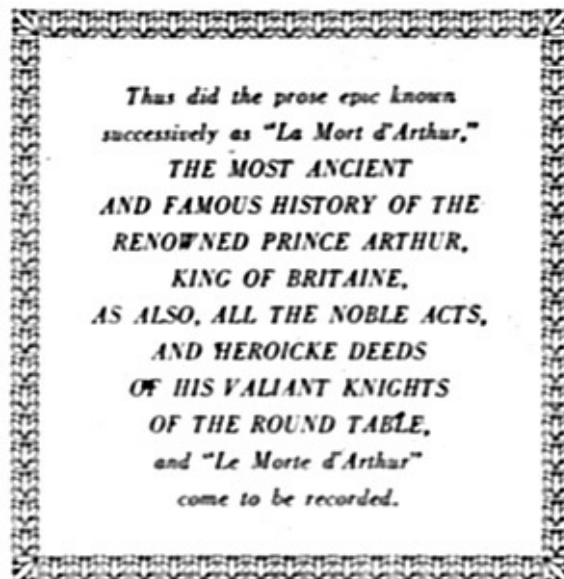 Thus did the prose epic known
successively as "La Mort d'Arthur,"
THE MOST ANCIENT
AND FAMOUS HISTORY OF THE
RENOWNED PRINCE ARTHUR,
KING OF BRITAINE,
AS ALSO, ALL THE NOBLE ACTS,
AND HEROICKE DEEDS
OF HIS VALIANT KNIGHTS
OF THE ROUND TABLE,
and "Le Morte d'Arthur"
come to be recorded.